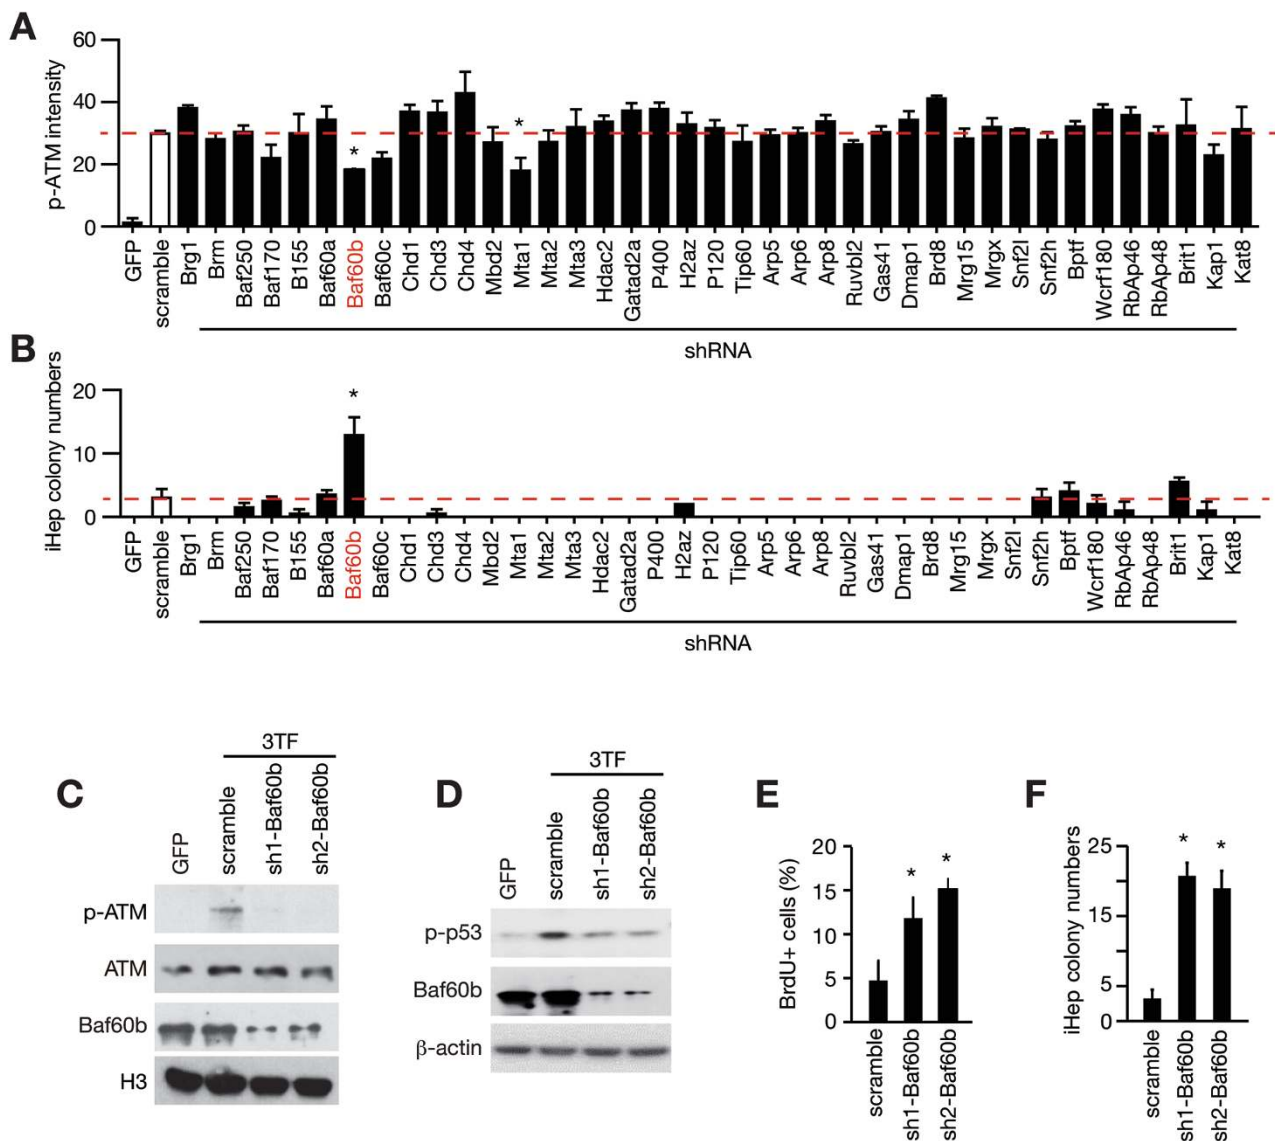 A
p-ATM intensity
60
40
20
0
*
*
GFP
scramble
Brg1
Brm
Baf250
Baf170
B155
Baf60a
Baf60b
Baf60c
Chd1
Chd3
Chd4
Mbd2
Mta1
Mta2
Mta3
Hdac2
Gatad2a
P400
H2az
P120
Tip60
Arp5
Arp6
Arp8
Ruvbl2
Gas41
Dmap1
Brd8
Mrg15
Mrgx
Snf2l
Snf2h
Bptf
Wcrf180
RbAp46
RbAp48
Brit1
Kap1
Kat8
shRNA
B
iHep colony numbers
20
10
0
*
GFP
scramble
Brg1
Brm
Baf250
Baf170
B155
Baf60a
Baf60b
Baf60c
Chd1
Chd3
Chd4
Mbd2
Mta1
Mta2
Mta3
Hdac2
Gatad2a
P400
H2az
P120
Tip60
Arp5
Arp6
Arp8
Ruvbl2
Gas41
Dmap1
Brd8
Mrg15
Mrgx
Snf2l
Snf2h
Bptf
Wcrf180
RbAp46
RbAp48
Brit1
Kap1
Kat8
shRNA
C
3TF
GFP
scramble
sh1-Baf60b
sh2-Baf60b
p-ATM
ATM
Baf60b
H3
D
3TF
GFP
scramble
sh1-Baf60b
sh2-Baf60b
p-p53
Baf60b
β-actin
E
BrdU+ cells (%)
20
15
10
5
0
*
*
scramble
sh1-Baf60b
sh2-Baf60b
F
iHep colony numbers
25
15
5
0
*
*
scramble
sh1-Baf60b
sh2-Baf60b